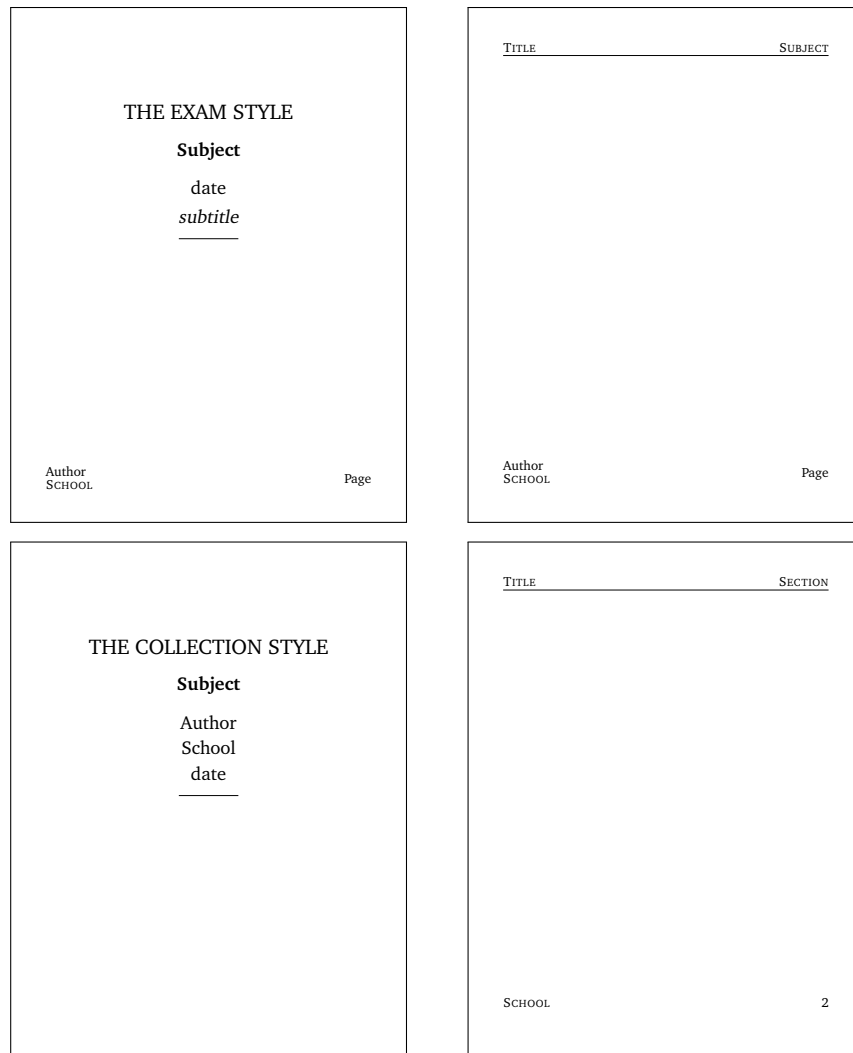 THE EXAM STYLE
Subject
date
subtitle
Author
SCHOOL
Page
TITLE SUBJECT
Author
SCHOOL
Page
THE COLLECTION STYLE
Subject
Author
School
date
TITLE SECTION
SCHOOL 2